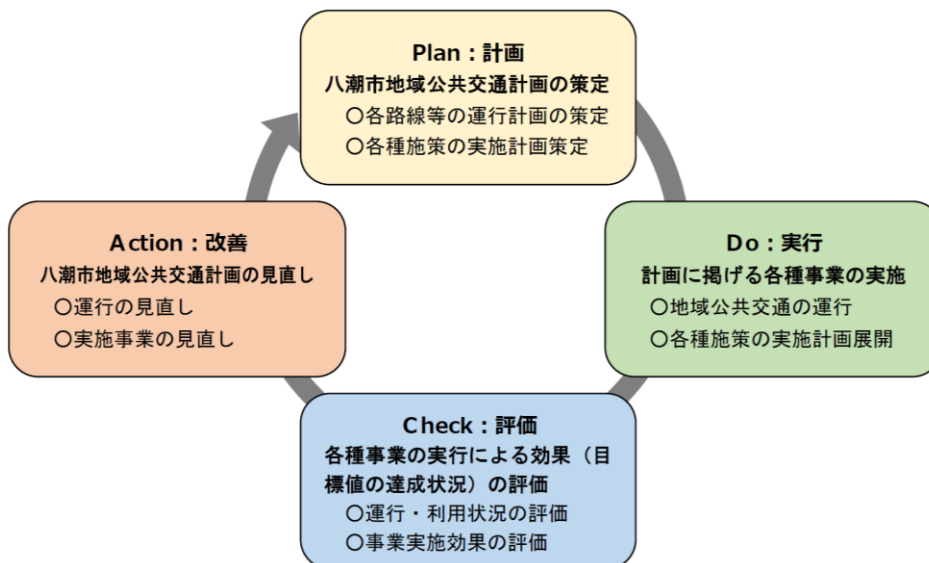 Plan：計画
八潮市地域公共交通計画の策定
〇各路線等の運行計画の策定
〇各種施策の実施計画策定
Action：改善
八潮市地域公共交通計画の見直し
〇運行の見直し
〇実施事業の見直し
Do：実行
計画に掲げる各種事業の実施
〇地域公共交通の運行
〇各種施策の実施計画展開
Check：評価
各種事業の実行による効果（目
標値の達成状況）の評価
〇運行・利用状況の評価
〇事業実施効果の評価